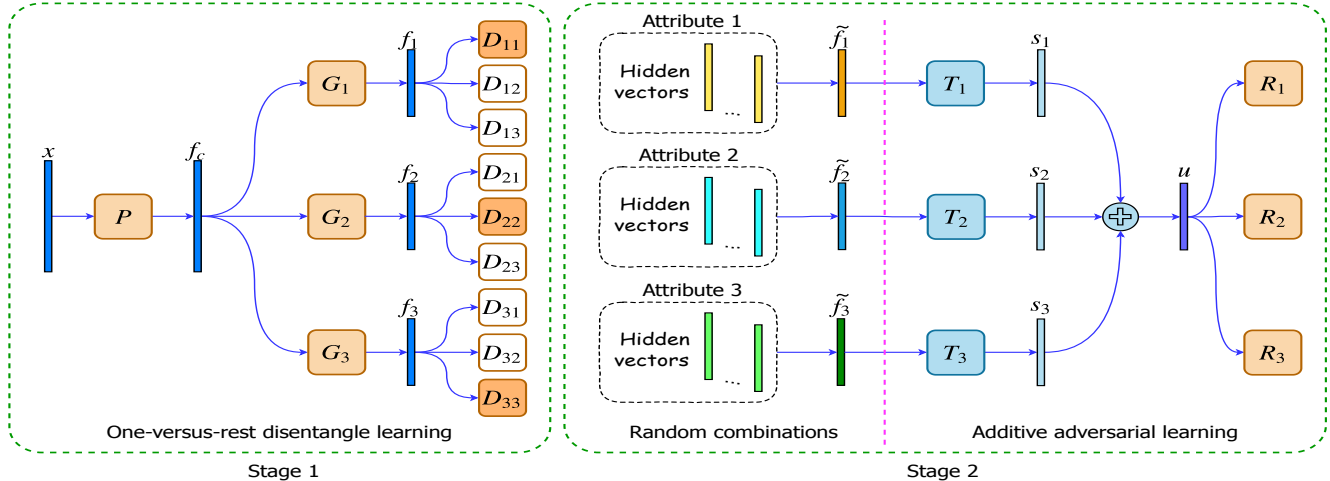 x
P
f_c
G_1
G_2
G_3
f_1
f_2
f_3
D_11
D_12
D_13
D_21
D_22
D_23
D_31
D_32
D_33
One-versus-rest disentangle learning
Stage 1
Attribute 1
Hidden
vectors
...
f̃_1
Attribute 2
Hidden
vectors
...
f̃_2
Attribute 3
Hidden
vectors
...
f̃_3
Random combinations
T_1
T_2
T_3
s_1
s_2
s_3
u
R_1
R_2
R_3
Additive adversarial learning
Stage 2